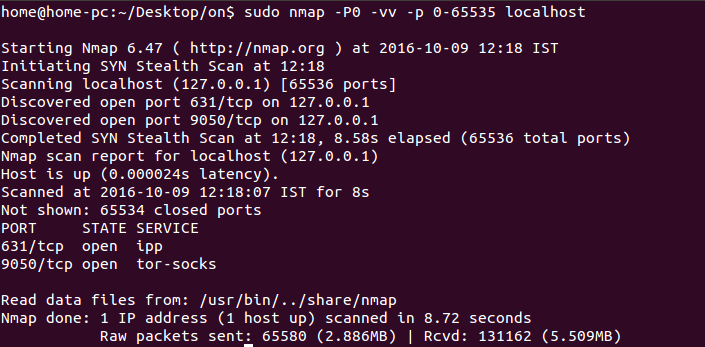 home@home-pc:~/Desktop/on$ sudo nmap -P0 -vv -p 0-65535 localhost
Starting Nmap 6.47 ( http://nmap.org ) at 2016-10-09 12:18 IST
Initiating SYN Stealth Scan at 12:18
Scanning localhost (127.0.0.1) [65536 ports]
Discovered open port 631/tcp on 127.0.0.1
Discovered open port 9050/tcp on 127.0.0.1
Completed SYN Stealth Scan at 12:18, 8.58s elapsed (65536 total ports)
Nmap scan report for localhost (127.0.0.1)
Host is up (0.000024s latency).
Scanned at 2016-10-09 12:18:07 IST for 8s
Not shown: 65534 closed ports
PORT     STATE SERVICE
631/tcp  open  ipp
9050/tcp open  tor-socks
Read data files from: /usr/bin/../share/nmap
Nmap done: 1 IP address (1 host up) scanned in 8.72 seconds
           Raw packets sent: 65580 (2.886MB) | Rcvd: 131162 (5.509MB)